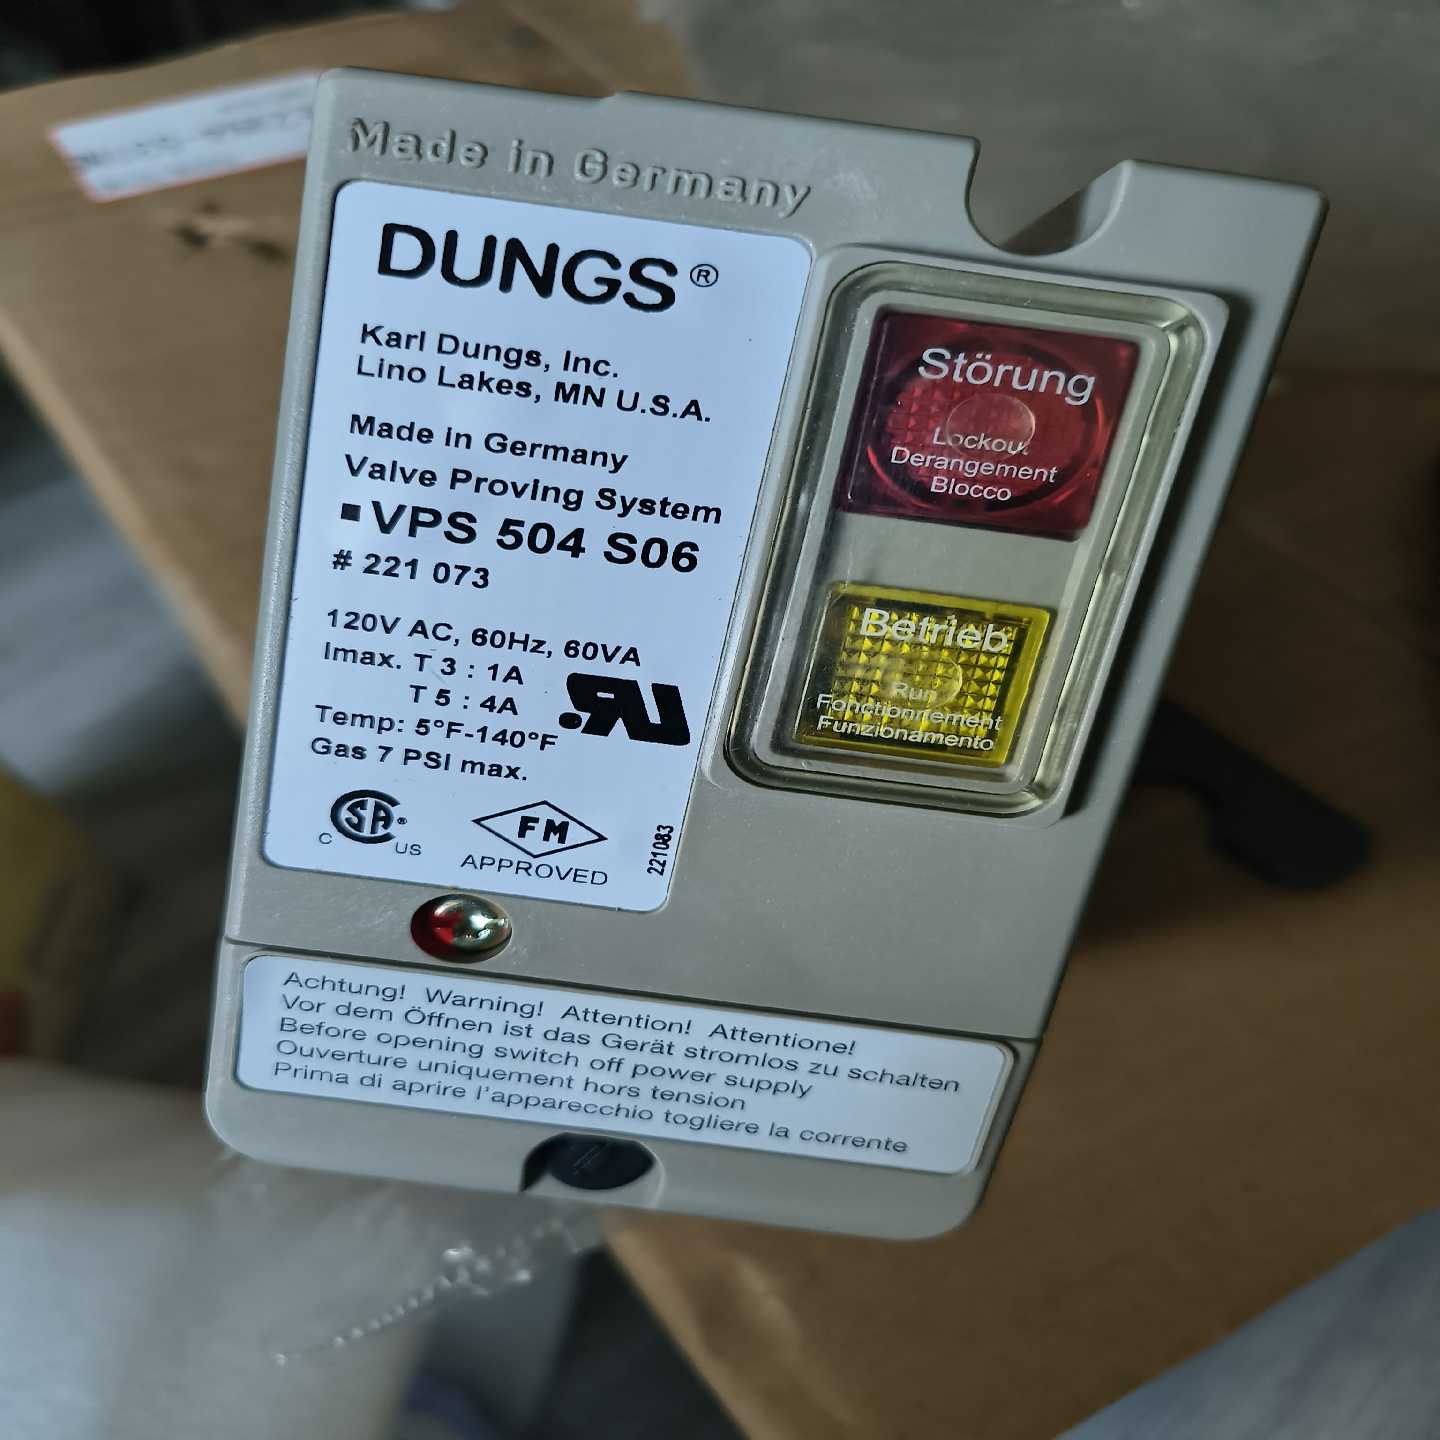 Made in Germany
DUNGS®
Karl Dungs, Inc.
Lino Lakes, MN U.S.A.
Made in Germany
Valve Proving System
▪VPS 504 S06
# 221 073
120V AC, 60Hz, 60VA
Imax. T 3 : 1A
T 5 : 4A
Temp: 5°F-140°F
Gas 7 PSI max.
RU
C SA® US
FM
APPROVED
221083
Störung
Lockout
Derangement
Blocco
Betrieb
Run
Fonctionnement
Funzionamento
Achtung! Warning! Attention! Attentione!
Vor dem Öffnen ist das Gerät stromlos zu schalten
Before opening switch off power supply
Ouverture uniquement hors tension
Prima di aprire l'apparecchio togliere la corrente